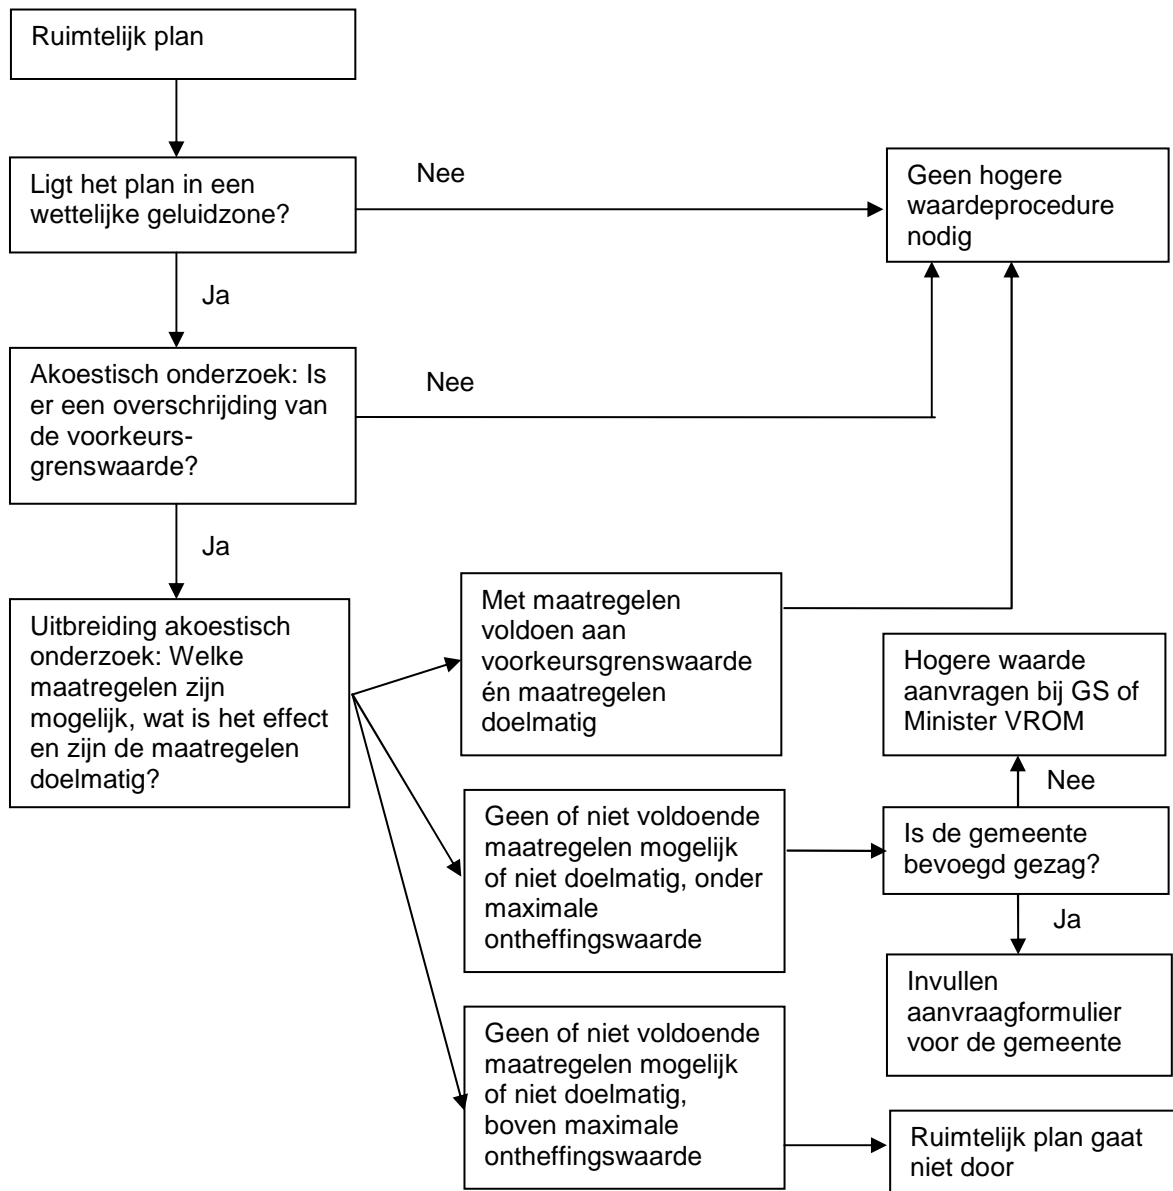 Ruimtelijk plan
Ligt het plan in een
wettelijke geluidzone?
Nee
Geen hogere
waardeprocedure
nodig
Ja
Akoestisch onderzoek: Is
er een overschrijding van
de voorkeurs-
grenswaarde?
Nee
Ja
Uitbreiding akoestisch
onderzoek: Welke
maatregelen zijn
mogelijk, wat is het effect
en zijn de maatregelen
doelmatig?
Met maatregelen
voldoen aan
voorkeursgrenswaarde
én maatregelen
doelmatig
Hogere waarde
aanvragen bij GS of
Minister VROM
Nee
Geen of niet voldoende
maatregelen mogelijk
of niet doelmatig, onder
maximale
ontheffingswaarde
Is de gemeente
bevoegd gezag?
Ja
Invullen
aanvraagformulier
voor de gemeente
Geen of niet voldoende
maatregelen mogelijk
of niet doelmatig,
boven maximale
ontheffingswaarde
Ruimtelijk plan gaat
niet door